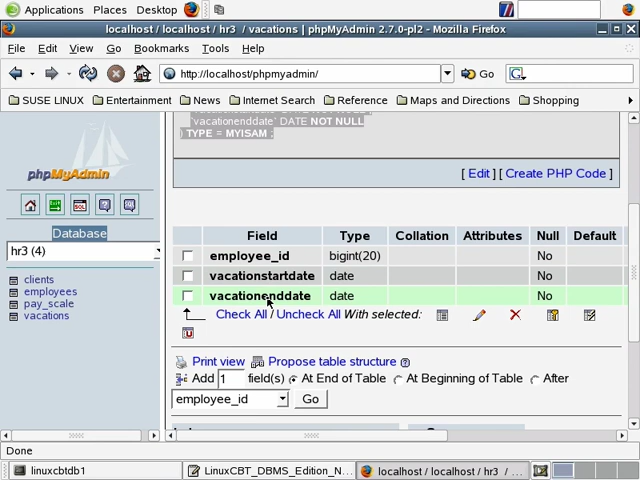 Applications Places Desktop
localhost / localhost / hr3 / vacations | phpMyAdmin 2.7.0-pl2 - Mozilla Firefox
File Edit View Go Bookmarks Tools Help
http://localhost/phpmyadmin/ Go
SUSE LINUX Entertainment News Internet Search Reference Maps and Directions Shopping
`vacationenddate` DATE NOT NULL
) TYPE = MYISAM ;
[ Edit ] [ Create PHP Code ]
phpMyAdmin
SQL
Database
hr3 (4)
clients
employees
pay_scale
vacations
Field Type Collation Attributes Null Default
employee_id bigint(20) No
vacationstartdate date No
vacationenddate date No
Check All / Uncheck All With selected:
Print view Propose table structure
Add 1 field(s) At End of Table At Beginning of Table After
employee_id Go
Done
linuxcbtdb1 LinuxCBT_DBMS_Edition_N... localhost / localhost / hr3 / ...